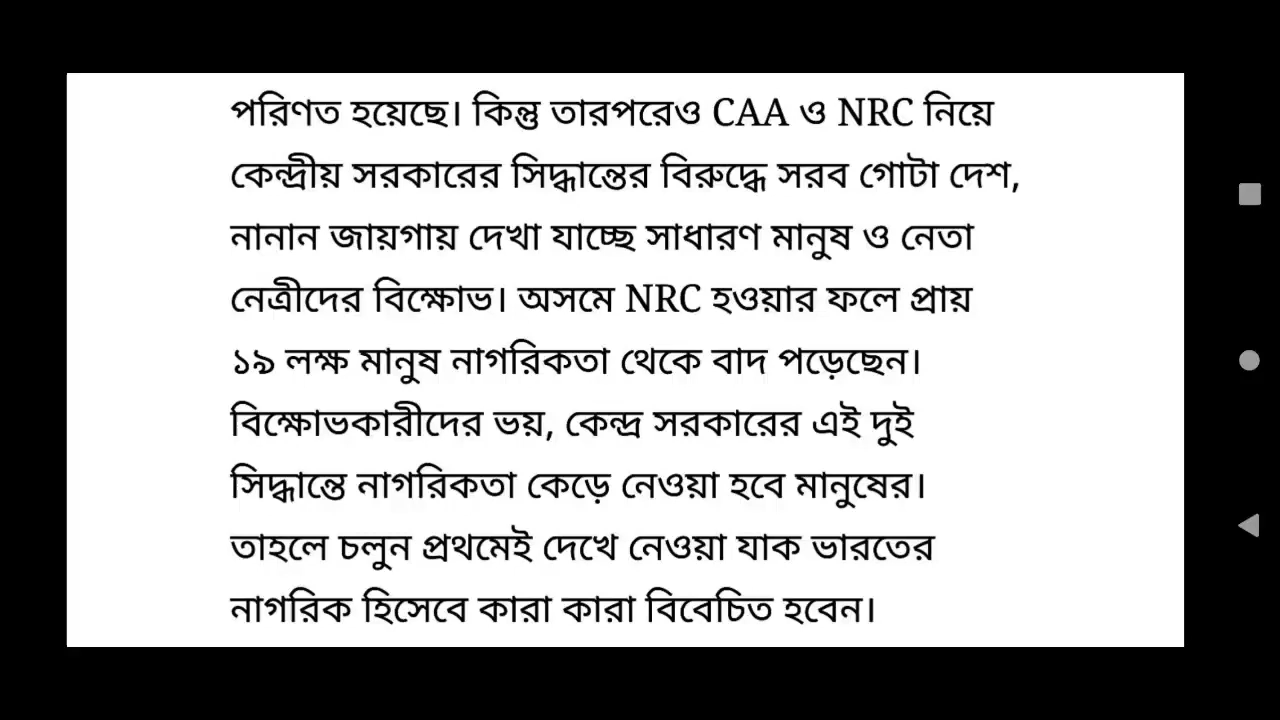 পরিণত হয়েছে। কিন্তু তারপরেও CAA ও NRC নিয়ে
কেন্দ্রীয় সরকারের সিদ্ধান্তের বিরুদ্ধে সরব গোটা দেশ,
নানান জায়গায় দেখা যাচ্ছে সাধারণ মানুষ ও নেতা
নেত্রীদের বিক্ষোভ। অসমে NRC হওয়ার ফলে প্রায়
১৯ লক্ষ মানুষ নাগরিকতা থেকে বাদ পড়েছেন।
বিক্ষোভকারীদের ভয়, কেন্দ্র সরকারের এই দুই
সিদ্ধান্তে নাগরিকতা কেড়ে নেওয়া হবে মানুষের।
তাহলে চলুন প্রথমেই দেখে নেওয়া যাক ভারতের
নাগরিক হিসেবে কারা কারা বিবেচিত হবেন।